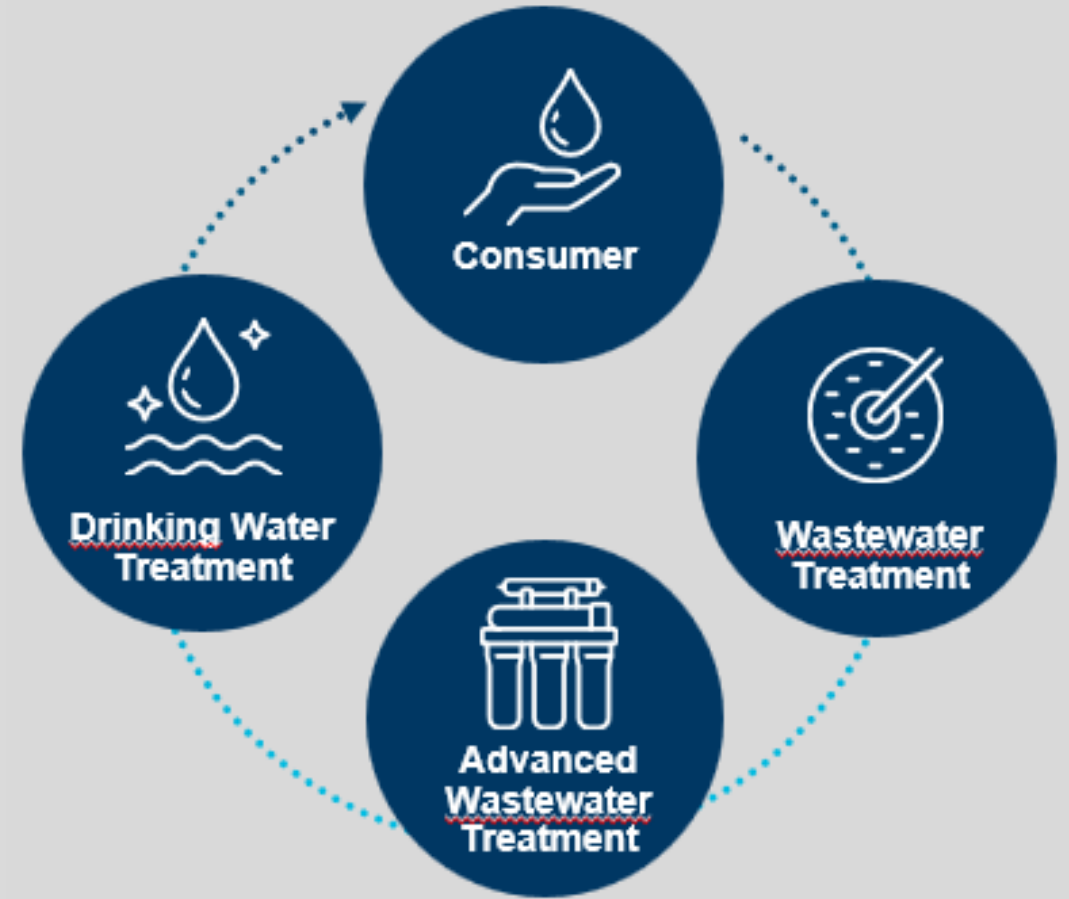 Consumer
Drinking Water
Treatment
Wastewater
Treatment
Advanced
Wastewater
Treatment